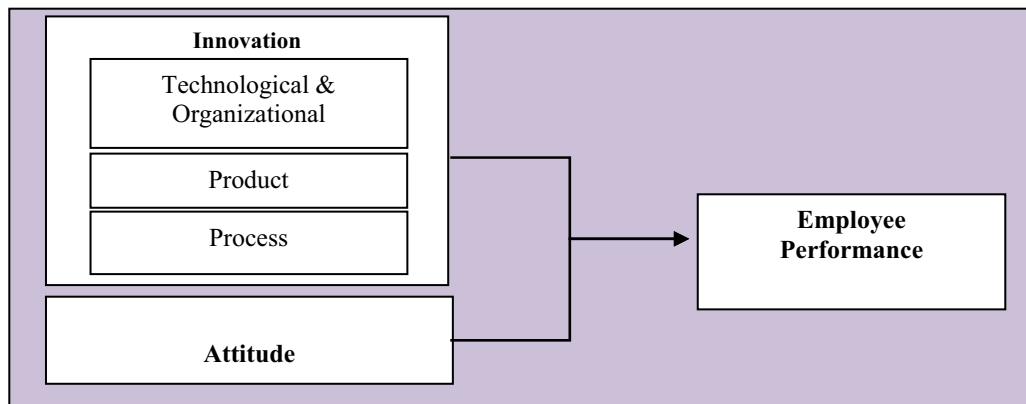 Innovation
Technological &
Organizational
Product
Process
Attitude
Employee
Performance